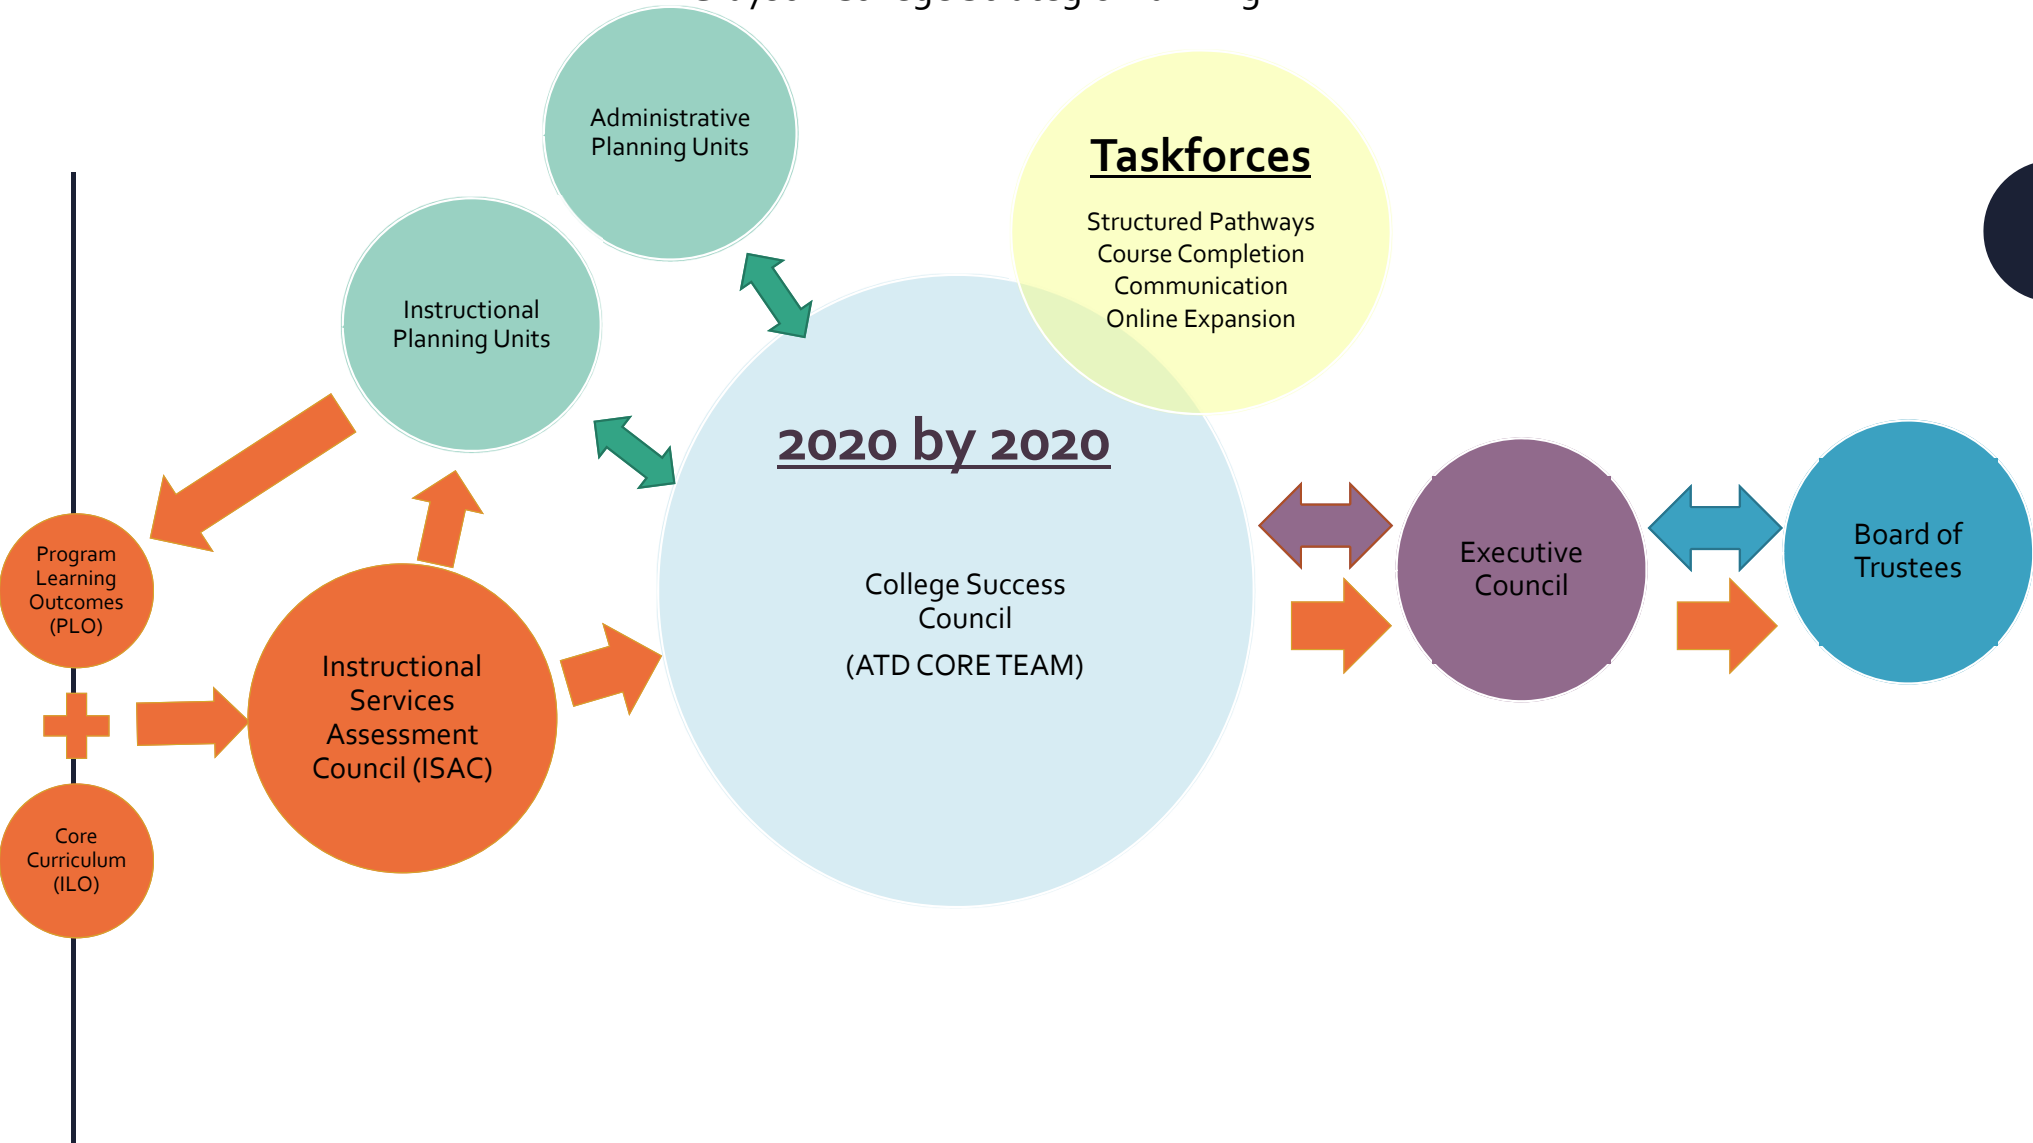 Administrative
Planning Units
Taskforces
Structured Pathways
Course Completion
Communication
Online Expansion
Instructional
Planning Units
2020 by 2020
College Success
Council
(ATD CORE TEAM)
Executive
Council
Board of
Trustees
Program
Learning
Outcomes
(PLO)
Instructional
Services
Assessment
Council (ISAC)
Core
Curriculum
(ILO)